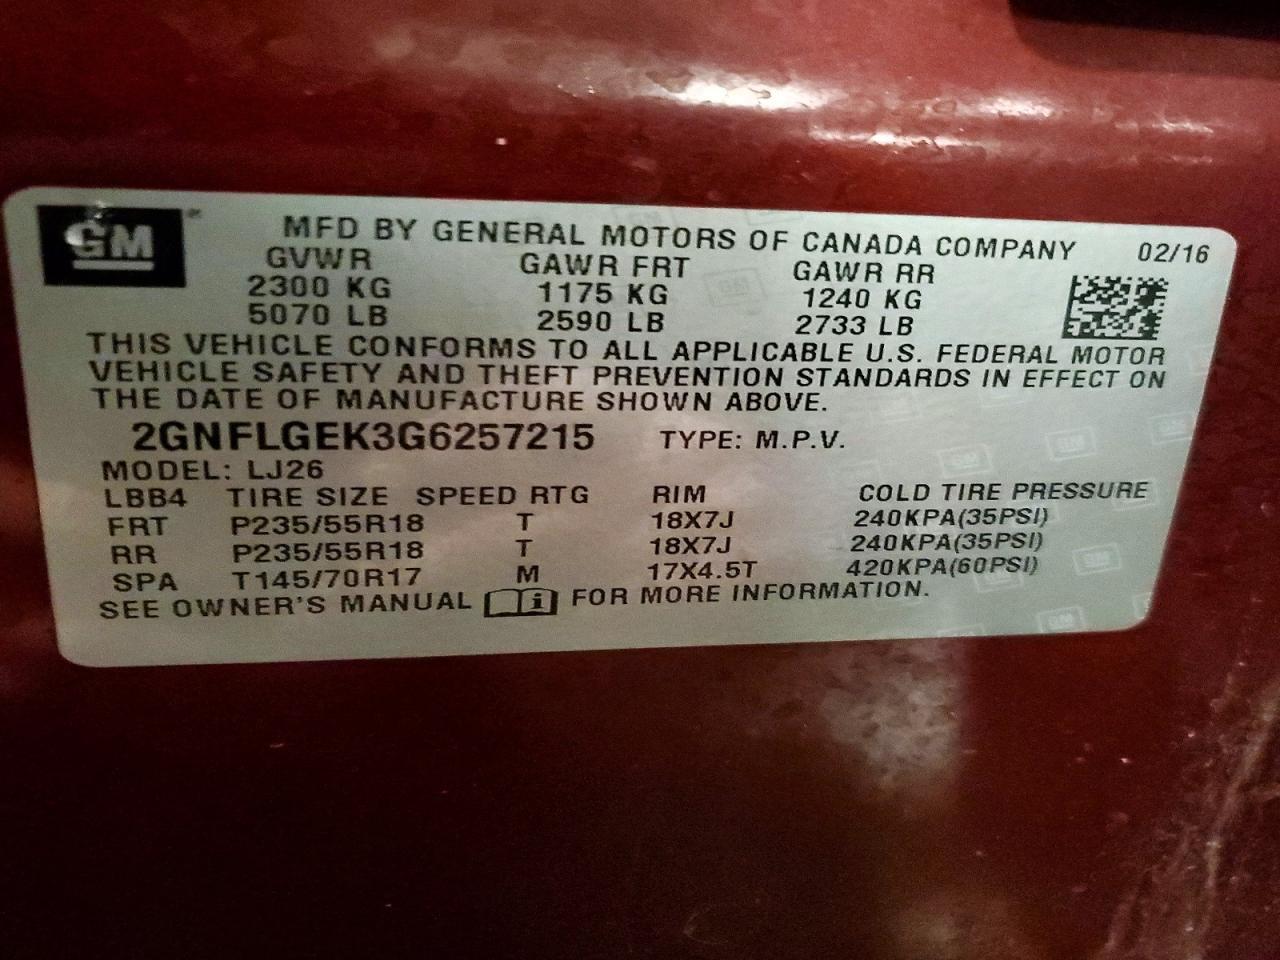 GM
MFD BY GENERAL MOTORS OF CANADA COMPANY 02/16
GVWR GAWR FRT GAWR RR
2300 KG 1175 KG 1240 KG
5070 LB 2590 LB 2733 LB
THIS VEHICLE CONFORMS TO ALL APPLICABLE U.S. FEDERAL MOTOR
VEHICLE SAFETY AND THEFT PREVENTION STANDARDS IN EFFECT ON
THE DATE OF MANUFACTURE SHOWN ABOVE.
2GNFLGEK3G6257215 TYPE: M.P.V.
MODEL: LJ26
LBB4 TIRE SIZE SPEED RTG RIM COLD TIRE PRESSURE
FRT P235/55R18 T 18X7J 240KPA(35PSI)
RR P235/55R18 T 18X7J 240KPA(35PSI)
SPA T145/70R17 M 17X4.5T 420KPA(60PSI)
SEE OWNER'S MANUAL i FOR MORE INFORMATION.